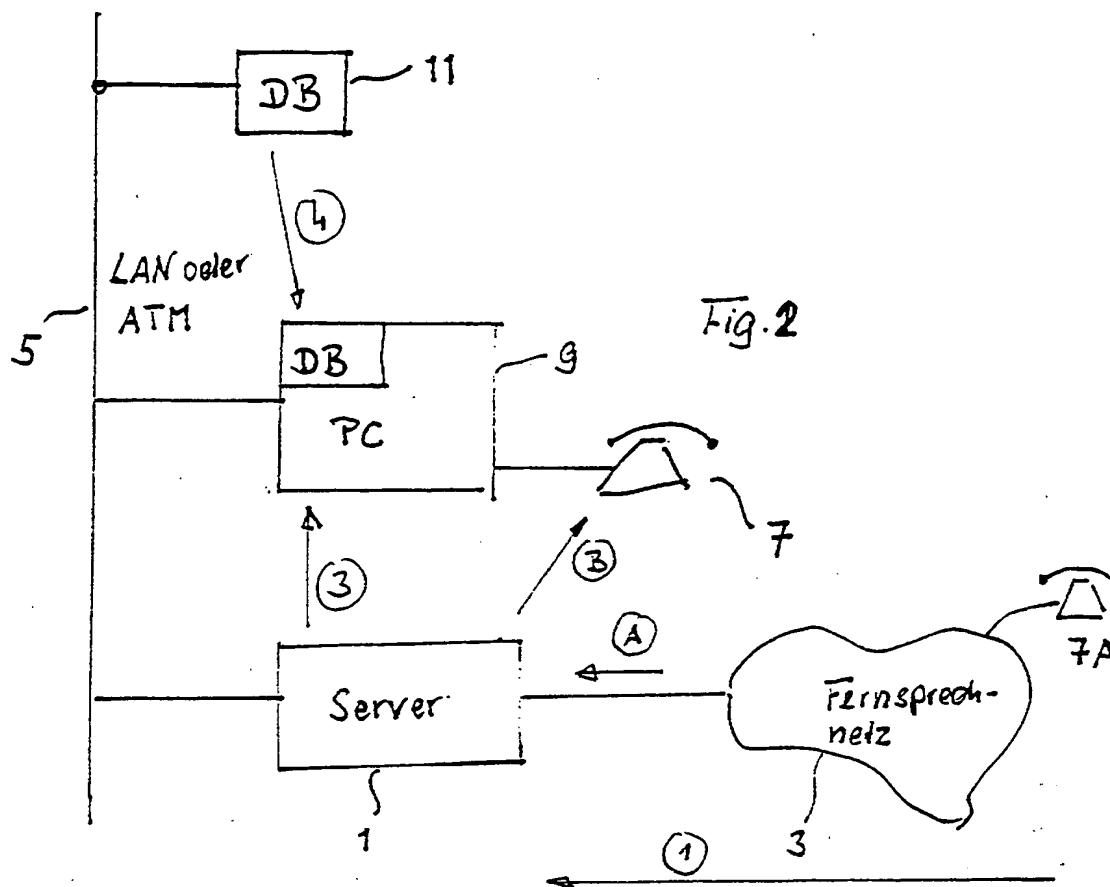 DB
11
4
LAN oder
ATM
5
Fig. 2
DB
PC
9
7
3
B
A
7A
Server
Fernsprech-
netz
1
3
1